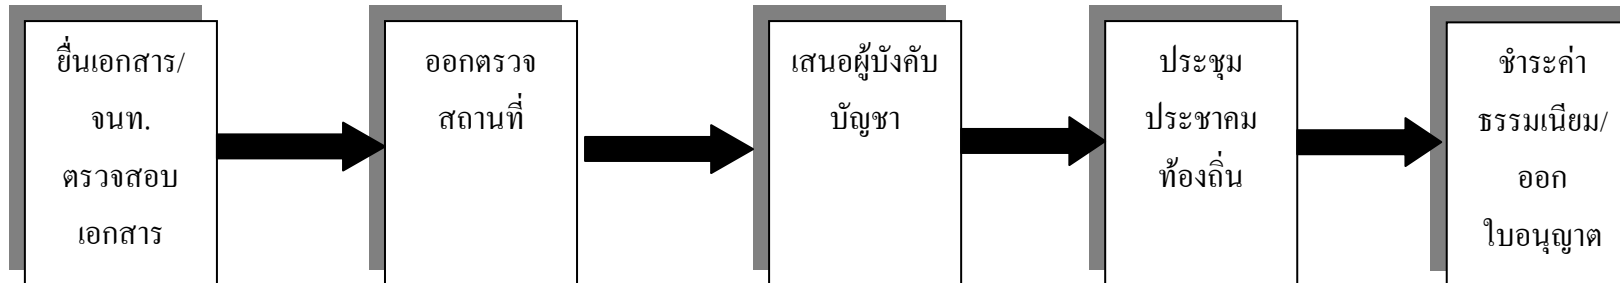 ยื่นเอกสาร/
จนท.
ตรวจสอบ
เอกสาร
ออกตรวจ
สถานที่
เสนอผู้บังคับ
บัญชา
ประชุม
ประชาคม
ท้องถิ่น
ชำระค่า
ธรรมเนียม/
ออก
ใบอนุญาต